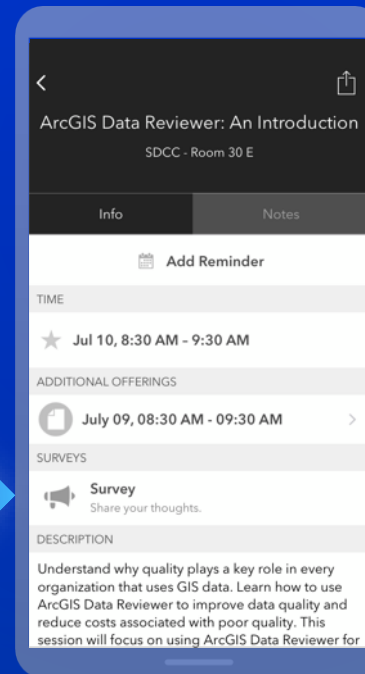 ArcGIS Data Reviewer: An Introduction
SDCC - Room 30 E
Info Notes
Add Reminder
TIME
Jul 10, 8:30 AM – 9:30 AM
ADDITIONAL OFFERINGS
July 09, 08:30 AM - 09:30 AM
SURVEYS
Survey
Share your thoughts.
DESCRIPTION
Understand why quality plays a key role in every
organization that uses GIS data. Learn how to use
ArcGIS Data Reviewer to improve data quality and
reduce costs associated with poor quality. This
session will focus on using ArcGIS Data Reviewer for